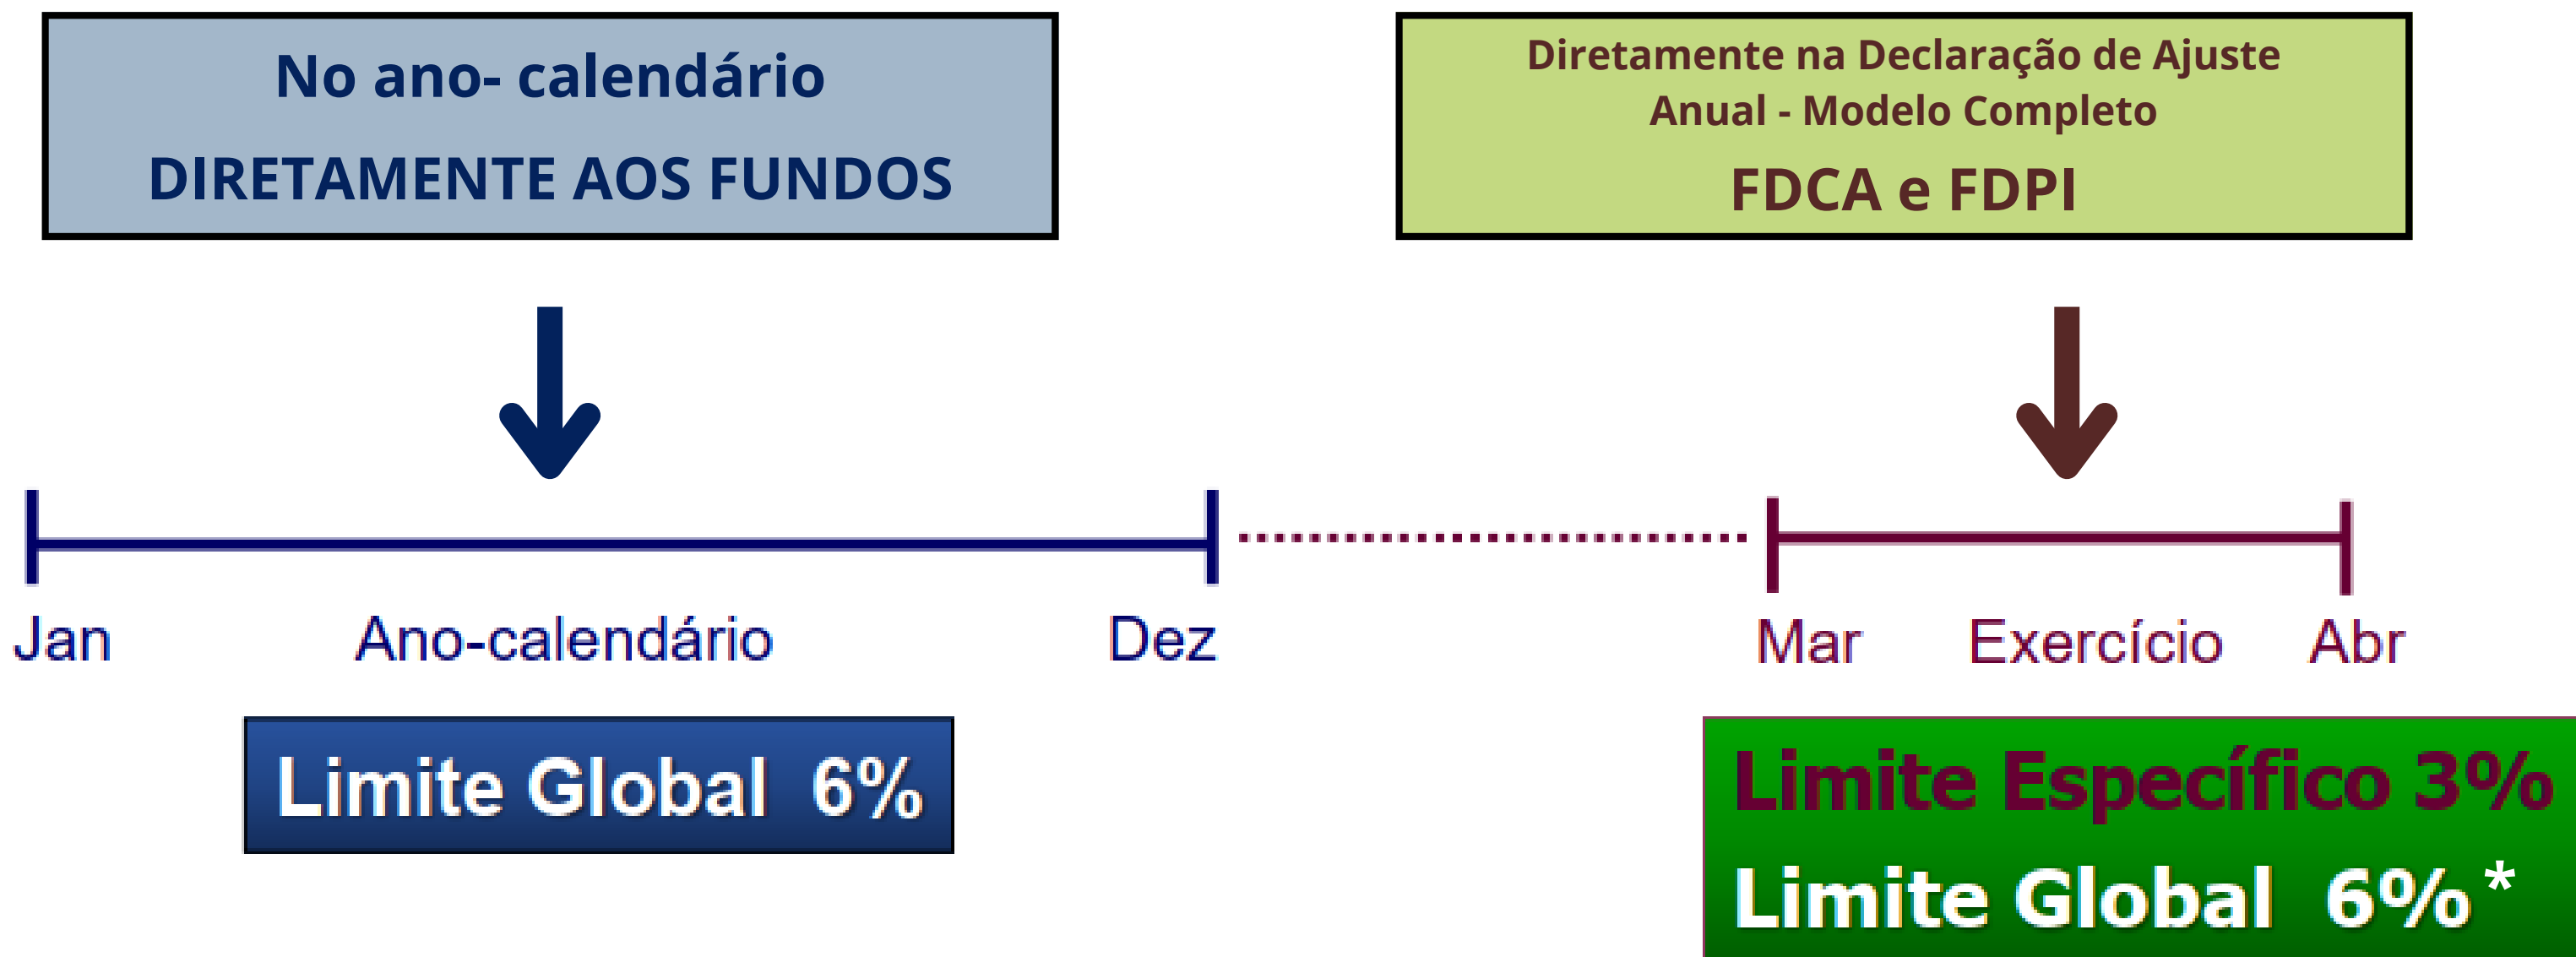 No ano- calendário
DIRETAMENTE AOS FUNDOS
Diretamente na Declaração de Ajuste
Anual - Modelo Completo
FDCA e FDPI
Jan
Ano-calendário
Dez
Mar
Exercício
Abr
Limite Global 6%
Limite Específico 3%
Limite Global 6%*